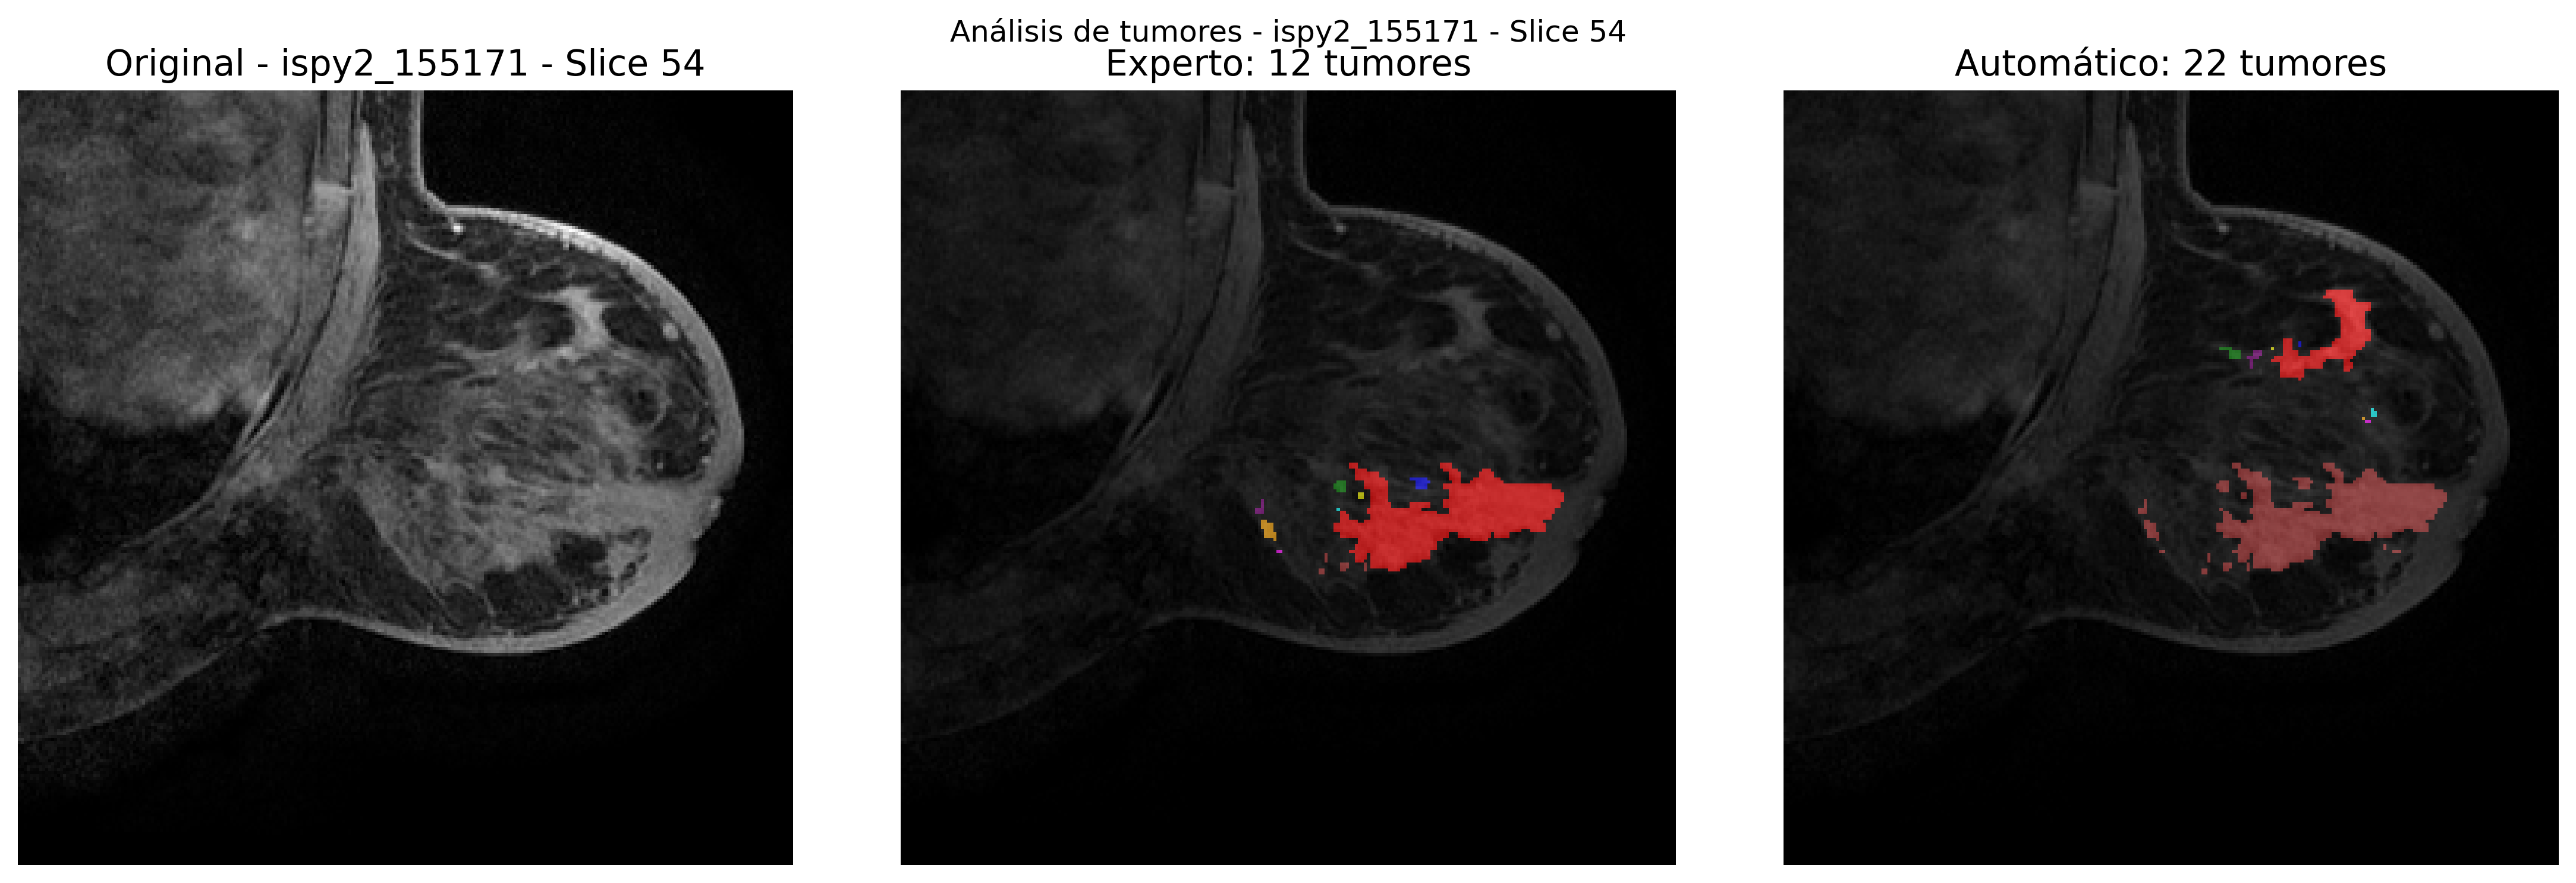 Análisis de tumores - ispy2_155171 - Slice 54
Original - ispy2_155171 - Slice 54
Experto: 12 tumores
Automático: 22 tumores